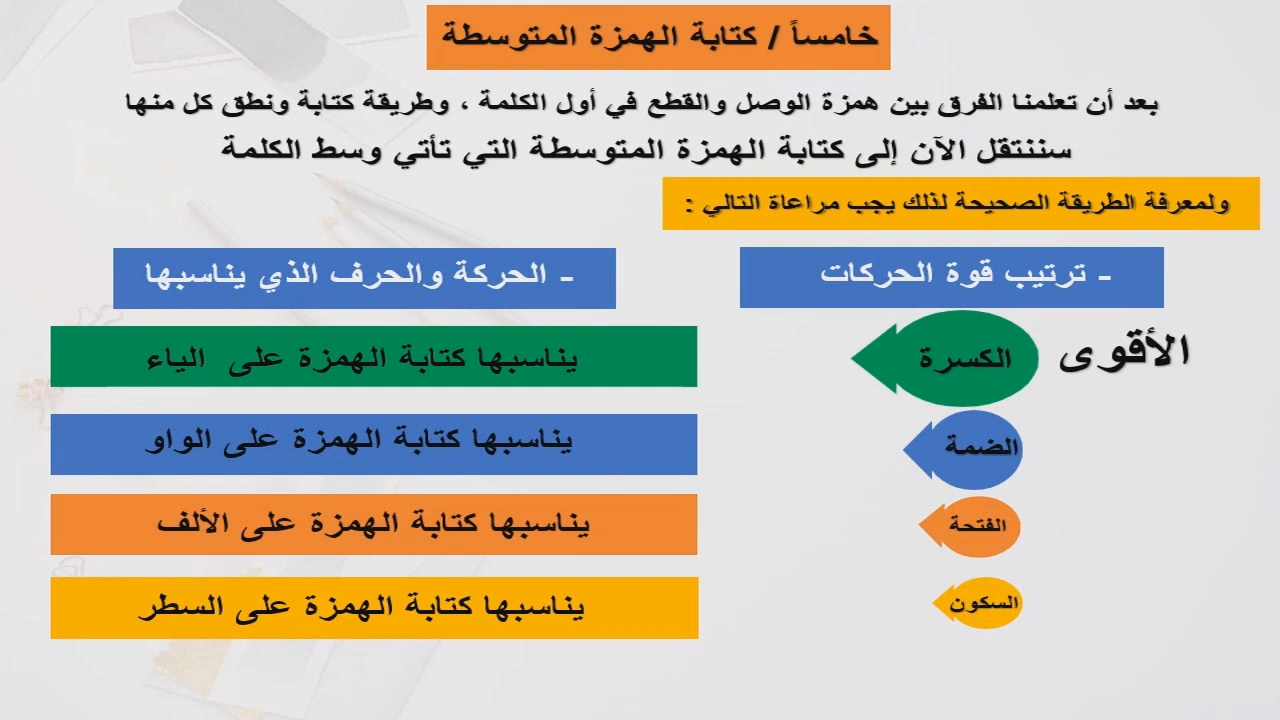 خامساً / كتابة الهمزة المتوسطة
بعد أن تعلمنا الفرق بين همزة الوصل والقطع في أول الكلمة ، وطريقة كتابة ونطق كل منها
سننتقل الآن إلى كتابة الهمزة المتوسطة التي تأتي وسط الكلمة
ولمعرفة الطريقة الصحيحة لذلك يجب مراعاة التالي :
- ترتيب قوة الحركات
- الحركة والحرف الذي يناسبها
الأقوى
الكسرة
يناسبها كتابة الهمزة على الياء
الضمة
يناسبها كتابة الهمزة على الواو
الفتحة
يناسبها كتابة الهمزة على الألف
السكون
يناسبها كتابة الهمزة على السطر